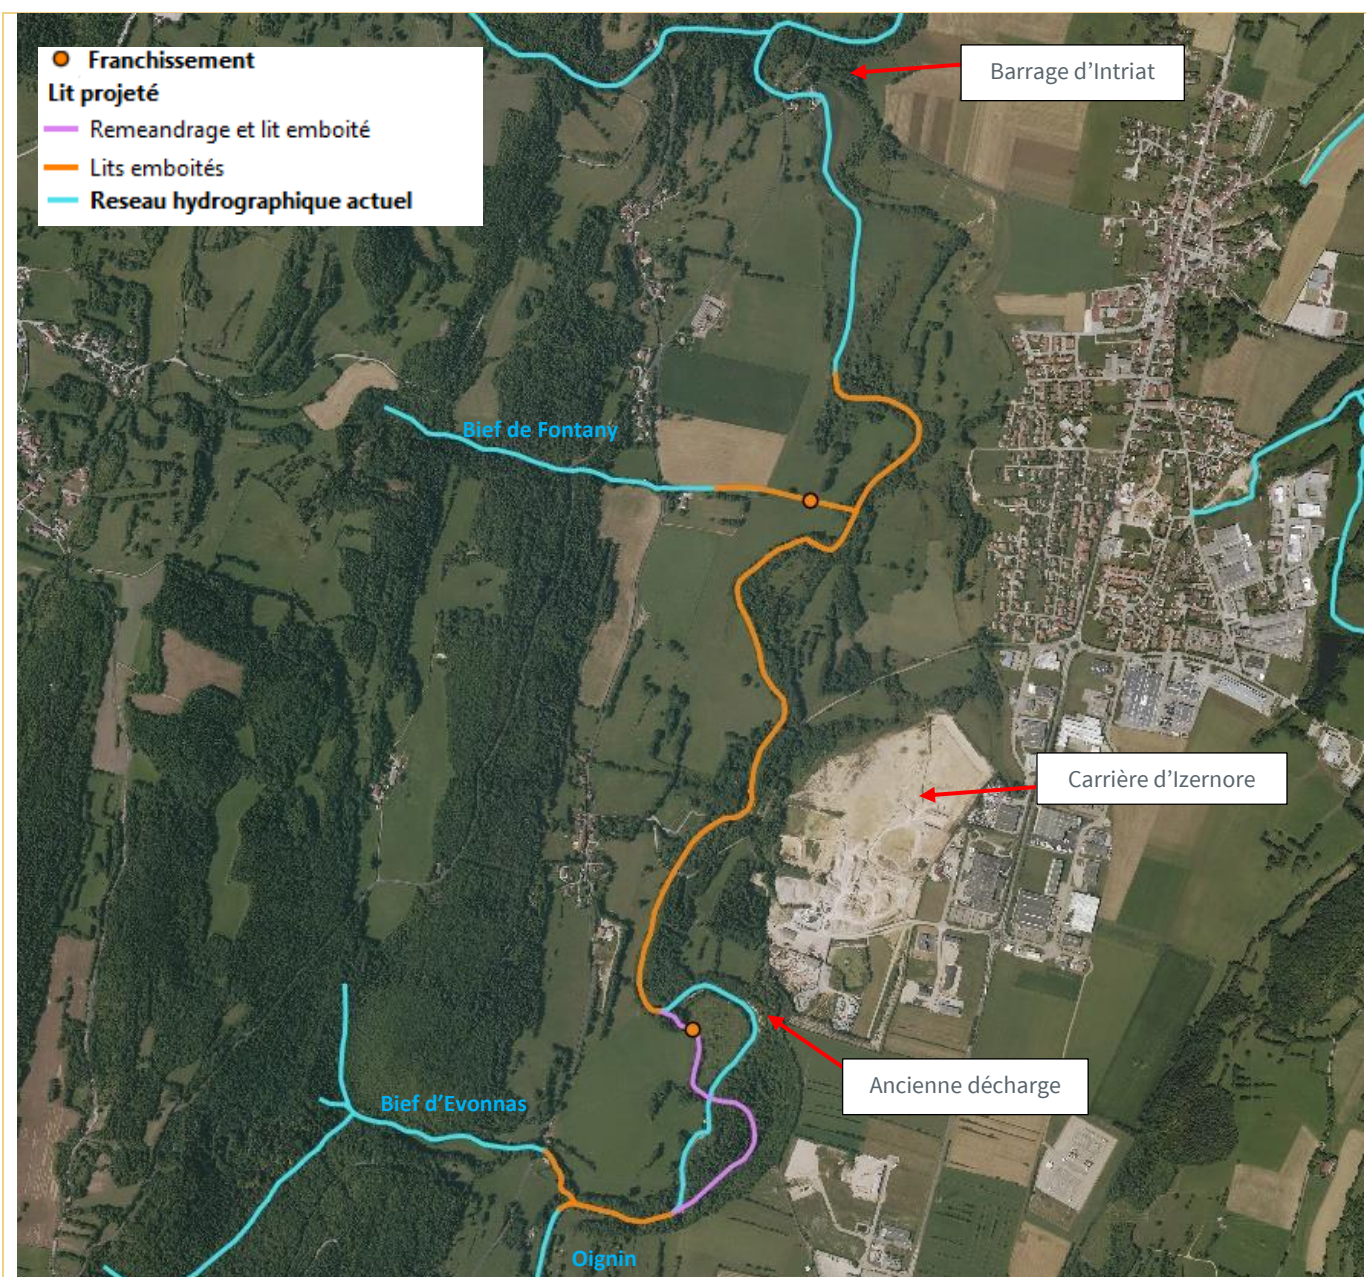 Franchissement
Lit projeté
Remeandrage et lit emboité
Lits emboités
Reseau hydrographique actuel
Barrage d’Intriat
Bief de Fontany
Carrière d’Izernore
Ancienne décharge
Bief d’Evonnas
Oignin